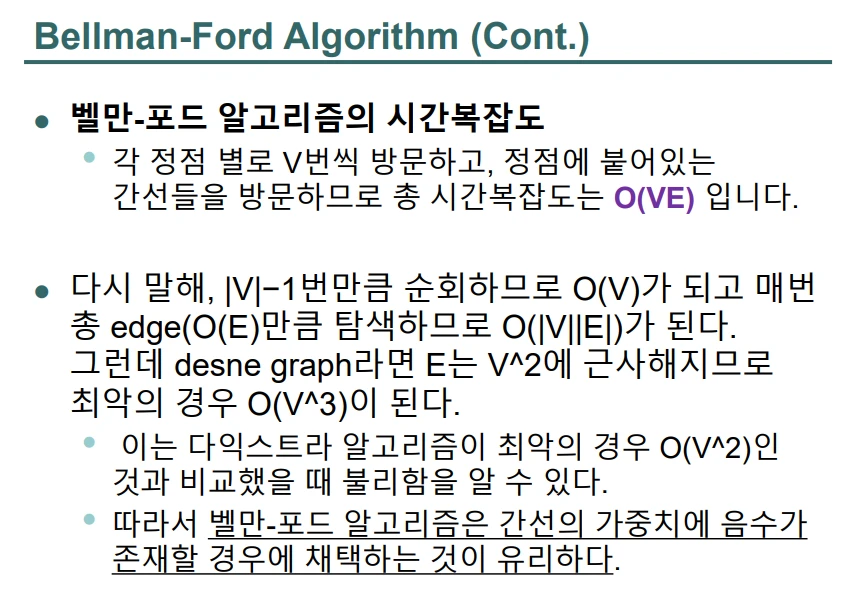 Bellman-Ford Algorithm (Cont.)
벨만-포드 알고리즘의 시간복잡도
각 정점 별로 V번씩 방문하고, 정점에 붙어있는
간선들을 방문하므로 총 시간복잡도는 O(VE) 입니다.
다시 말해, |V|−1번만큼 순회하므로 O(V)가 되고 매번
총 edge(O(E)만큼 탐색하므로 O(|V||E|)가 된다.
그런데 desne graph라면 E는 V^2에 근사해지므로
최악의 경우 O(V^3)이 된다.
이는 다익스트라 알고리즘이 최악의 경우 O(V^2)인
것과 비교했을 때 불리함을 알 수 있다.
따라서 벨만-포드 알고리즘은 간선의 가중치에 음수가
존재할 경우에 채택하는 것이 유리하다.